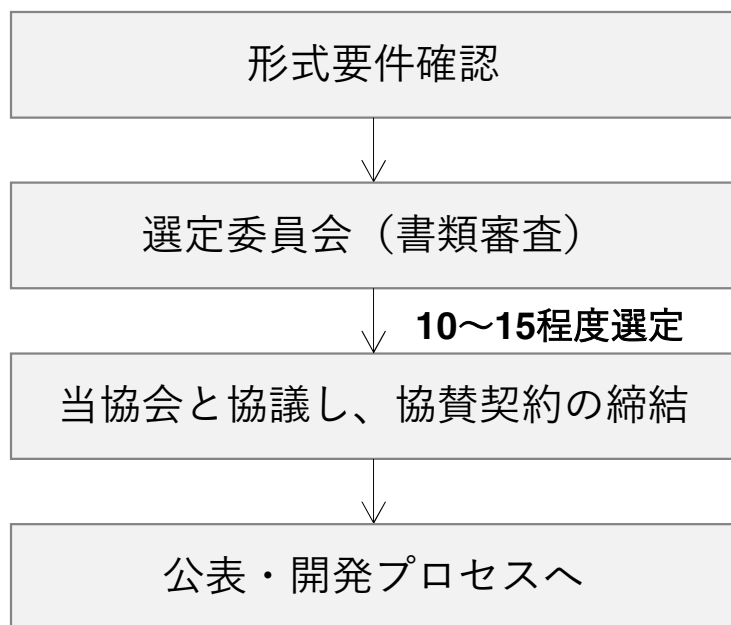 形式要件確認
選定委員会（書類審査）
10～15程度選定
当協会と協議し、協賛契約の締結
公表・開発プロセスへ